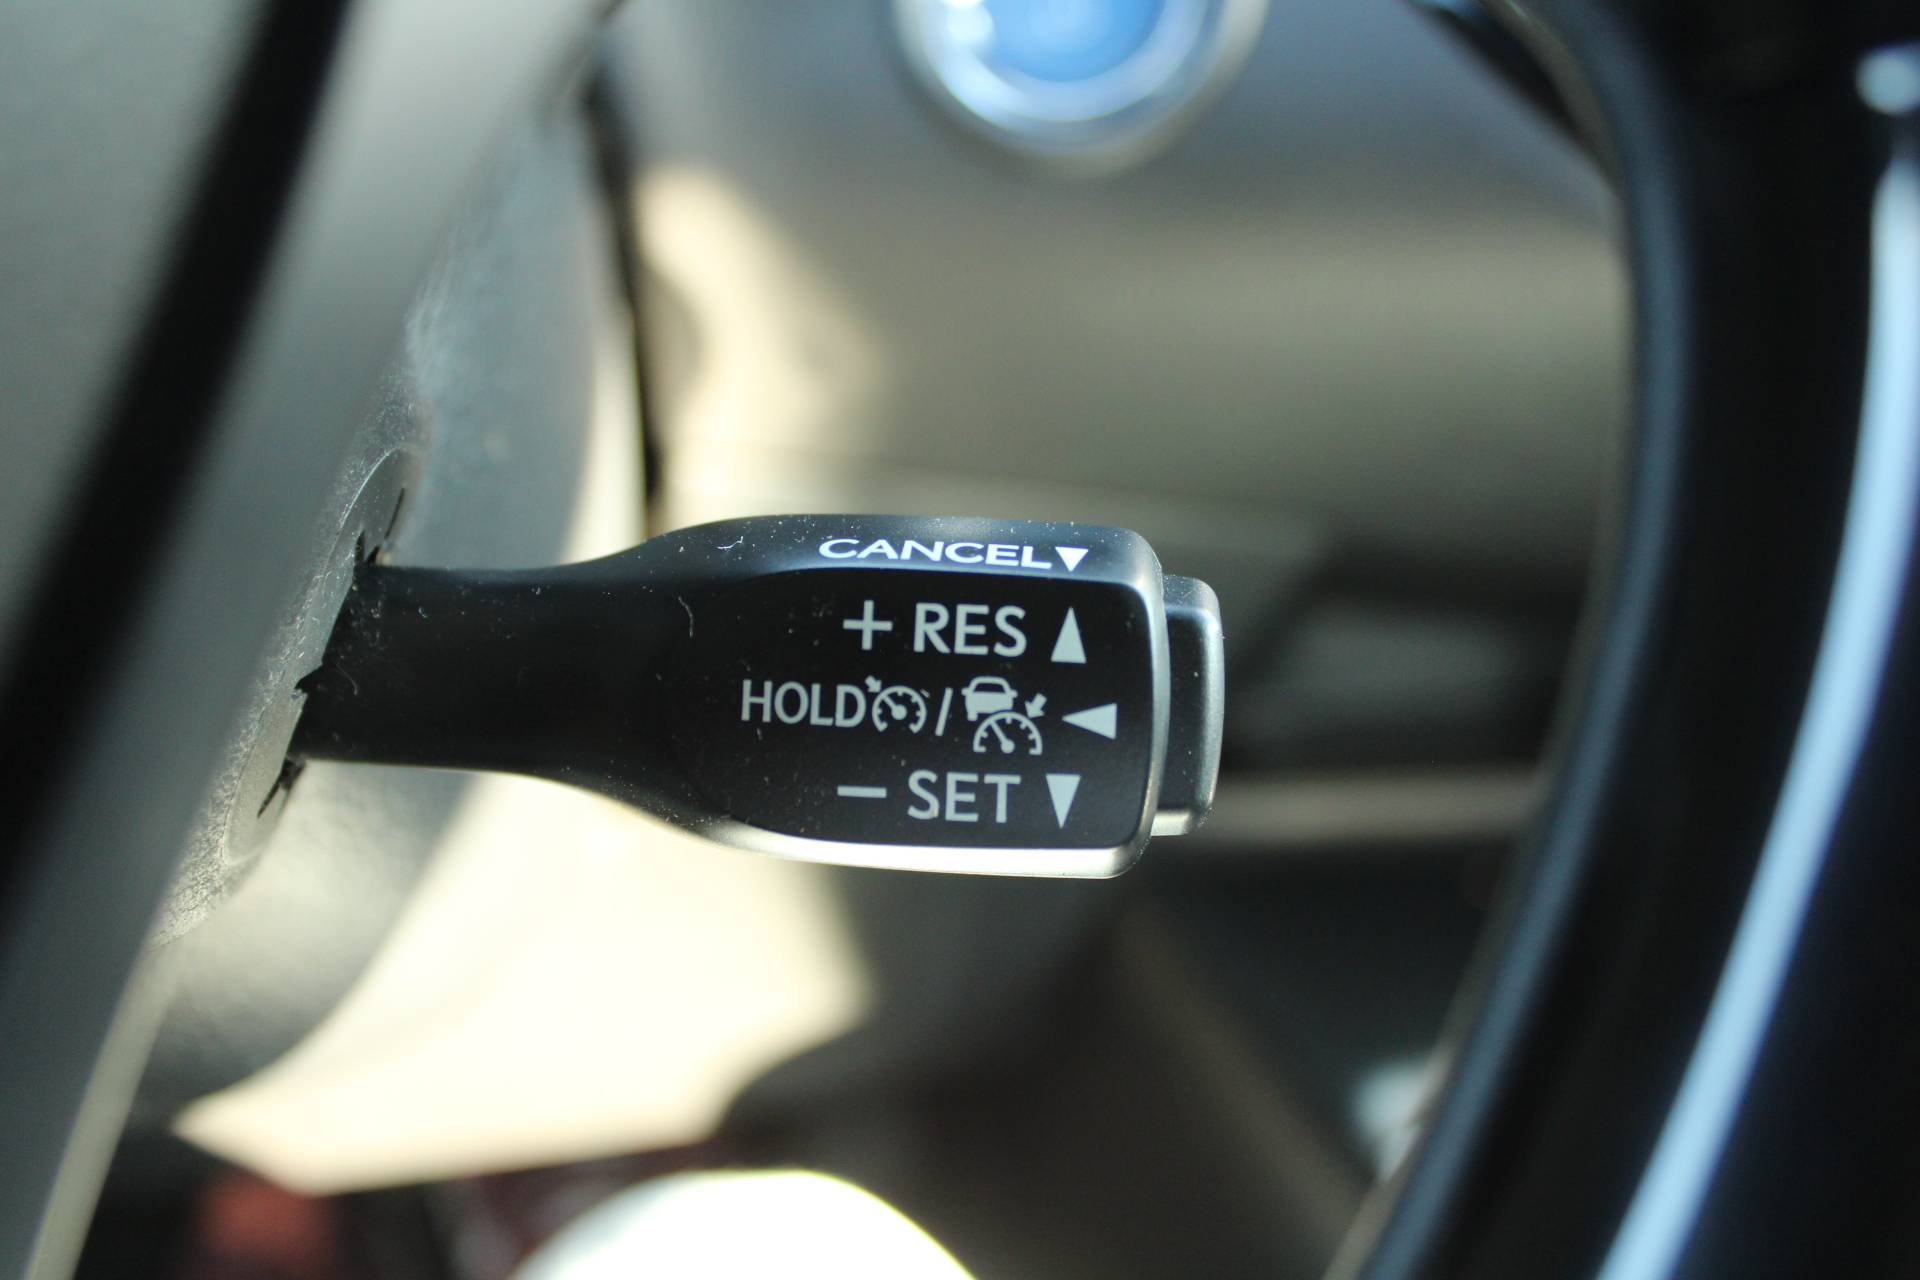 CANCEL▼
+ RES ▲
HOLD / ◀
− SET ▼